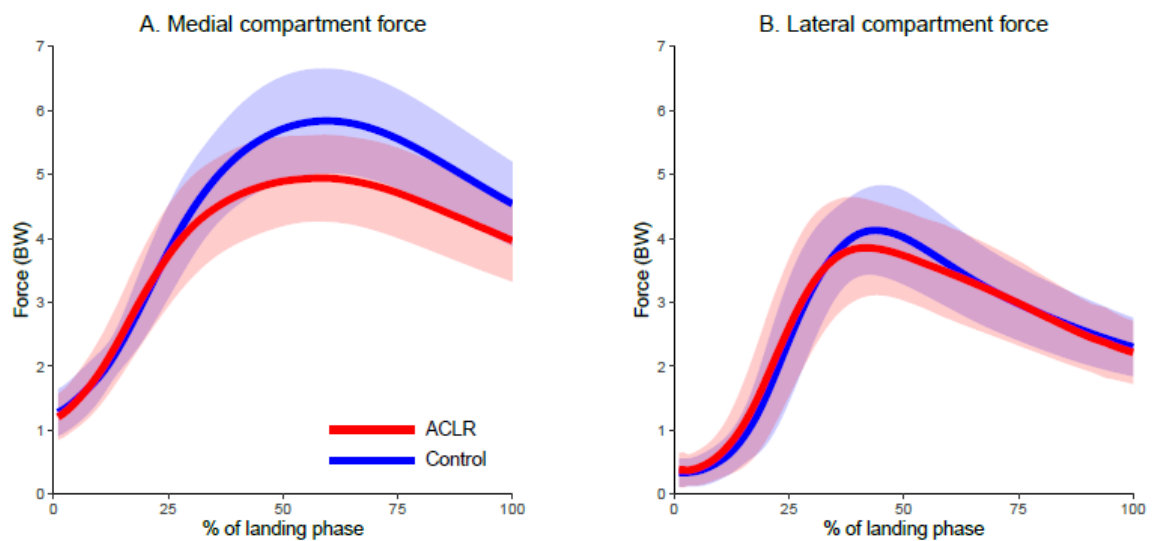 A. Medial compartment force
7
6
5
4
3
2
1
0
Force (BW)
ACLR
Control
0 25 50 75 100
% of landing phase
B. Lateral compartment force
7
6
5
4
3
2
1
0
Force (BW)
0 25 50 75 100
% of landing phase